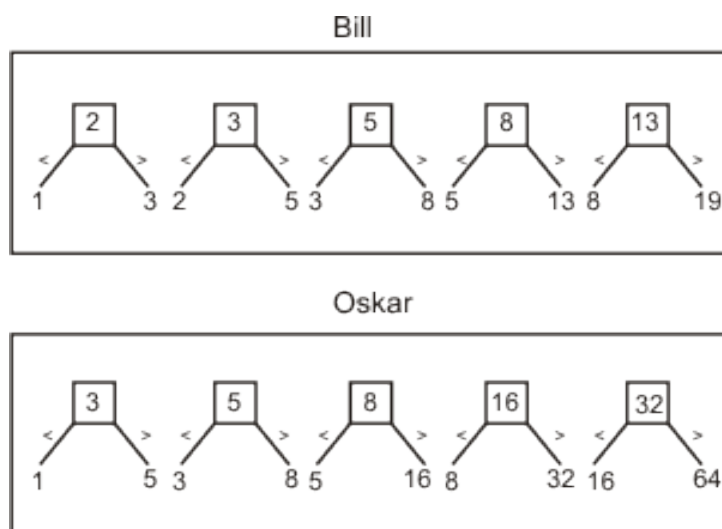 Bill
2 3 5 8 13
< > < > < > < > < >
1 3 2 5 3 8 5 13 8 19
Oskar
3 5 8 16 32
< > < > < > < > < >
1 5 3 8 5 16 8 32 16 64